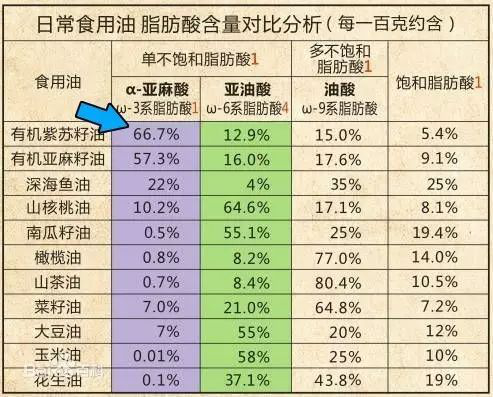 日常食用油 脂肪酸含量对比分析（每一百克约含）
食用油 单不饱和脂肪酸1 多不饱和脂肪酸1 饱和脂肪酸1
α-亚麻酸 亚油酸 油酸
ω-3系脂肪酸1 ω-6系脂肪酸4 ω-9系脂肪酸
有机紫苏籽油 66.7% 12.9% 15.0% 5.4%
有机亚麻籽油 57.3% 16.0% 17.6% 9.1%
深海鱼油 22% 4% 35% 25%
山核桃油 10.2% 64.6% 17.1% 8.1%
南瓜籽油 0.5% 55.1% 25% 19.4%
橄榄油 0.8% 8.2% 77.0% 14.0%
山茶油 0.7% 8.4% 80.4% 10.5%
菜籽油 7.0% 21.0% 64.8% 7.2%
大豆油 7% 55% 20% 12%
玉米油 0.01% 58% 25% 10%
花生油 0.1% 37.1% 43.8% 19%
Bai 百科